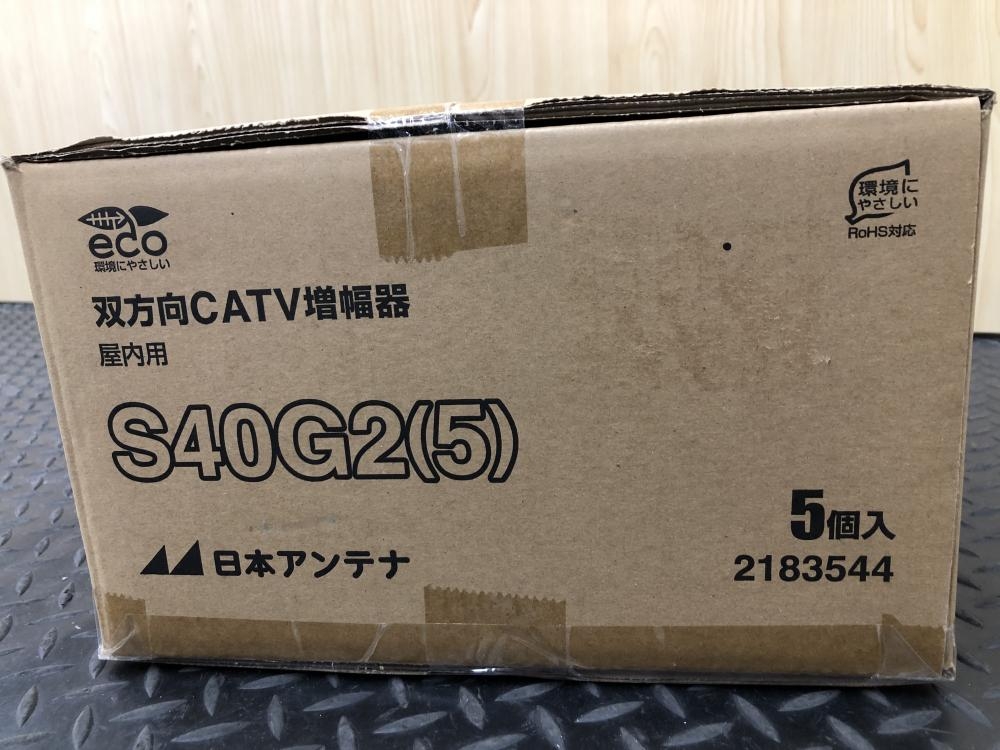 eco
環境にやさしい
環境に
やさしい
RoHS対応
双方向CATV増幅器
屋内用
S40G2(5)
5個入
日本アンテナ
2183544